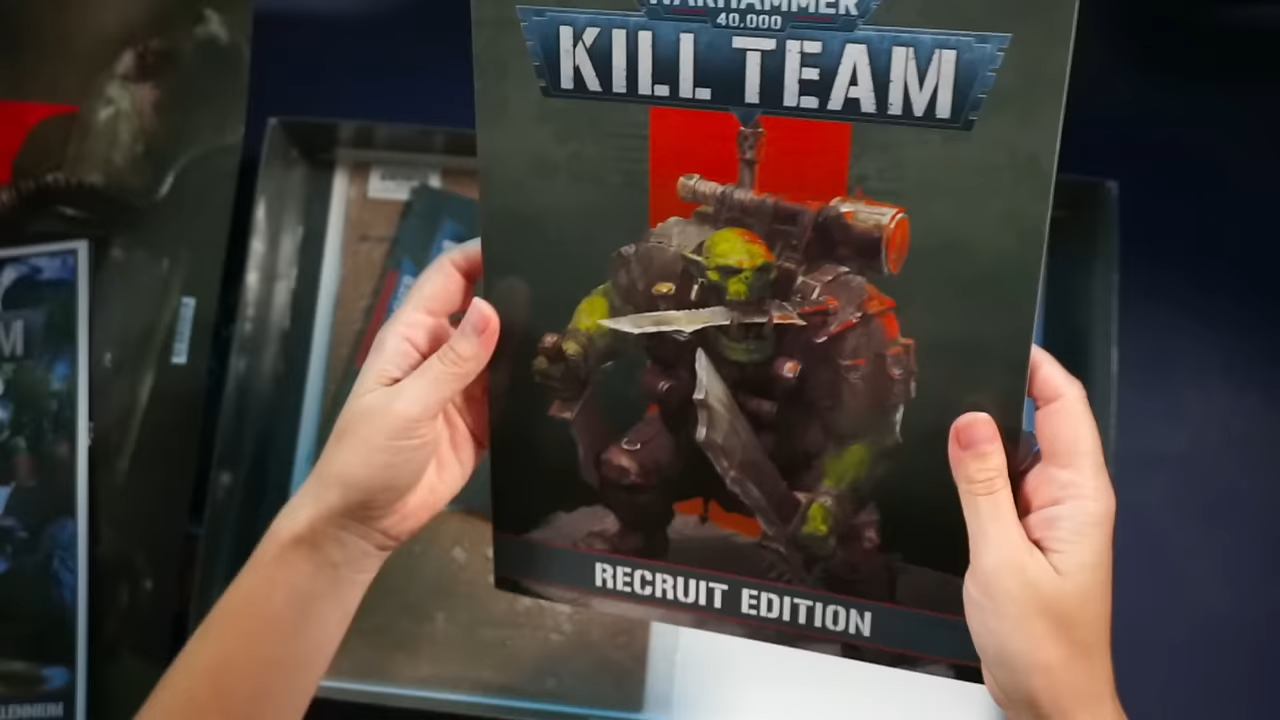 WARHAMMER
40,000
KILL TEAM
RECRUIT EDITION
M